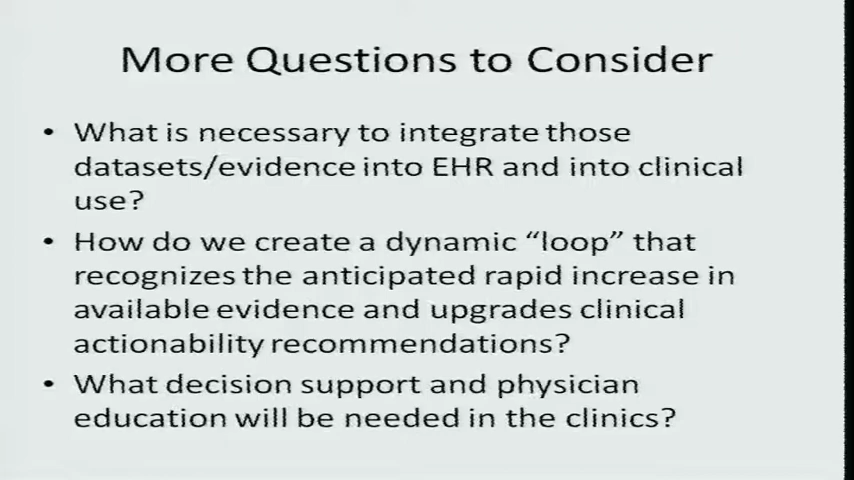 More Questions to Consider
• What is necessary to integrate those
datasets/evidence into EHR and into clinical
use?
• How do we create a dynamic “loop” that
recognizes the anticipated rapid increase in
available evidence and upgrades clinical
actionability recommendations?
• What decision support and physician
education will be needed in the clinics?